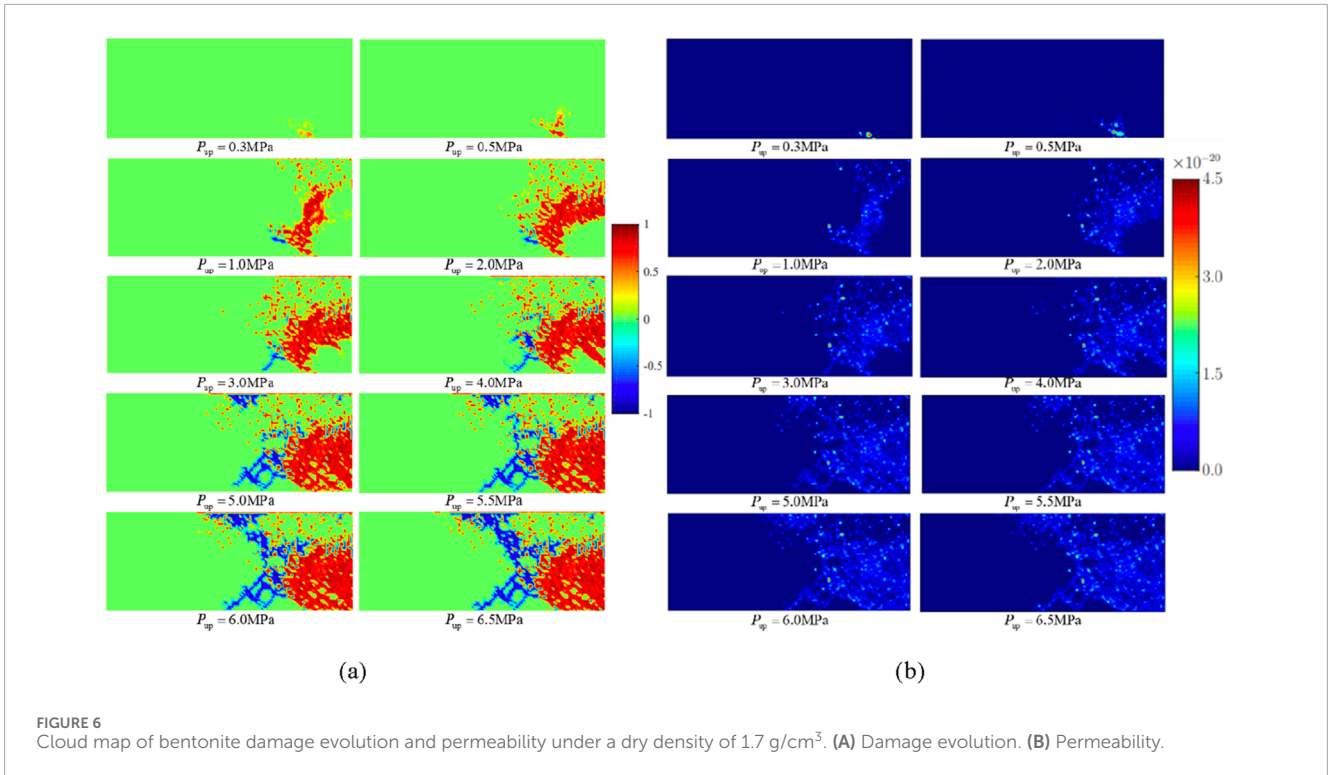 P_up = 0.3MPa P_up = 0.5MPa P_up = 0.3MPa P_up = 0.5MPa
×10⁻²⁰
4.5
P_up = 1.0MPa P_up = 2.0MPa P_up = 1.0MPa P_up = 2.0MPa
1
0.5
0
-0.5
-1
3.0
1.5
0.0
P_up = 3.0MPa P_up = 4.0MPa P_up = 3.0MPa P_up = 4.0MPa
P_up = 5.0MPa P_up = 5.5MPa P_up = 5.0MPa P_up = 5.5MPa
P_up = 6.0MPa P_up = 6.5MPa P_up = 6.0MPa P_up = 6.5MPa
(a) (b)
FIGURE 6
Cloud map of bentonite damage evolution and permeability under a dry density of 1.7 g/cm³. (A) Damage evolution. (B) Permeability.